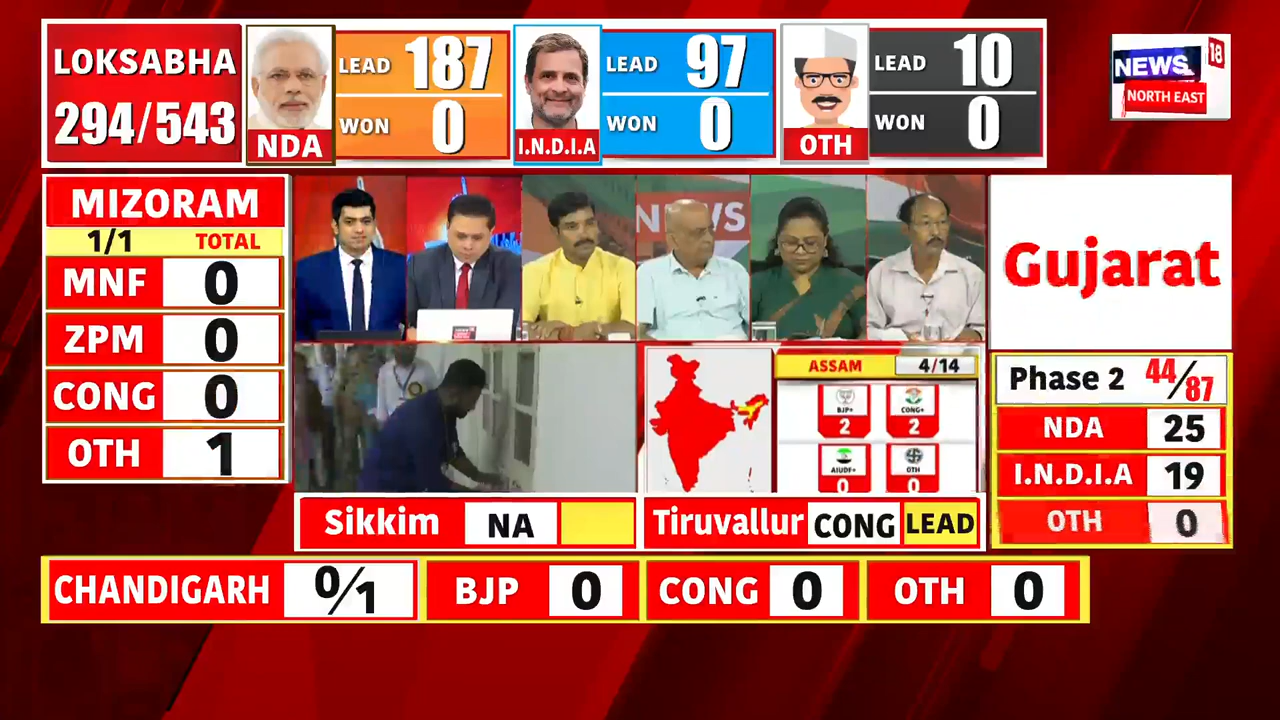 LOKSABHA
294/543
NDA
LEAD 187
WON 0
I.N.D.I.A
LEAD 97
WON 0
OTH
LEAD 10
WON 0
NEWS 18
NORTH EAST
MIZORAM
1/1 TOTAL
MNF 0
ZPM 0
CONG 0
OTH 1
NEWS
Gujarat
ASSAM 4/14
BJP+ 2
CONG+ 2
AIUDF+ 0
OTH 0
Phase 2 44/87
NDA 25
I.N.D.I.A 19
OTH 0
Sikkim NA
Tiruvallur CONG LEAD
CHANDIGARH 0/1
BJP 0
CONG 0
OTH 0